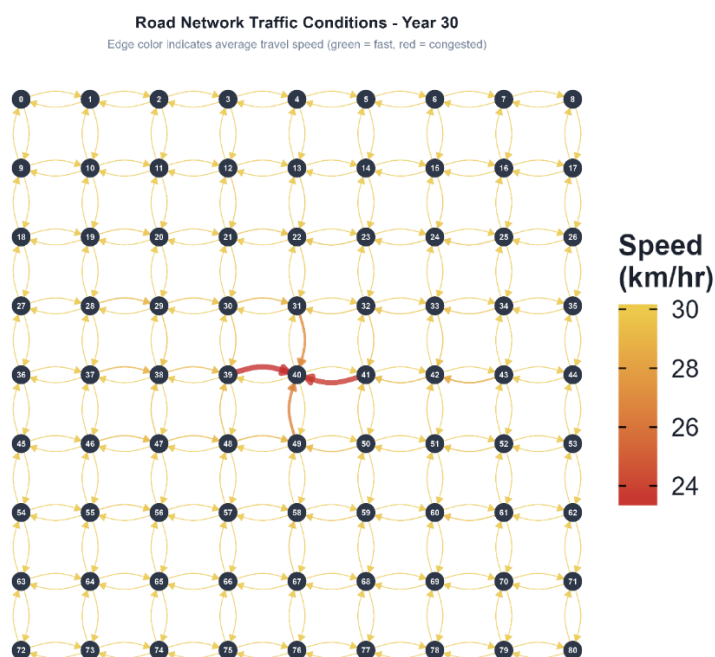 Road Network Traffic Conditions - Year 30
Edge color indicates average travel speed (green = fast, red = congested)
0 1 2 3 4 5 6 7 8
9 10 11 12 13 14 15 16 17
18 19 20 21 22 23 24 25 26
Speed
(km/hr)
27 28 29 30 31 32 33 34 35
30
36 37 38 39 40 41 42 43 44
28
45 46 47 48 49 50 51 52 53
26
24
54 55 56 57 58 59 60 61 62
63 64 65 66 67 68 69 70 71
72 73 74 75 76 77 78 79 80